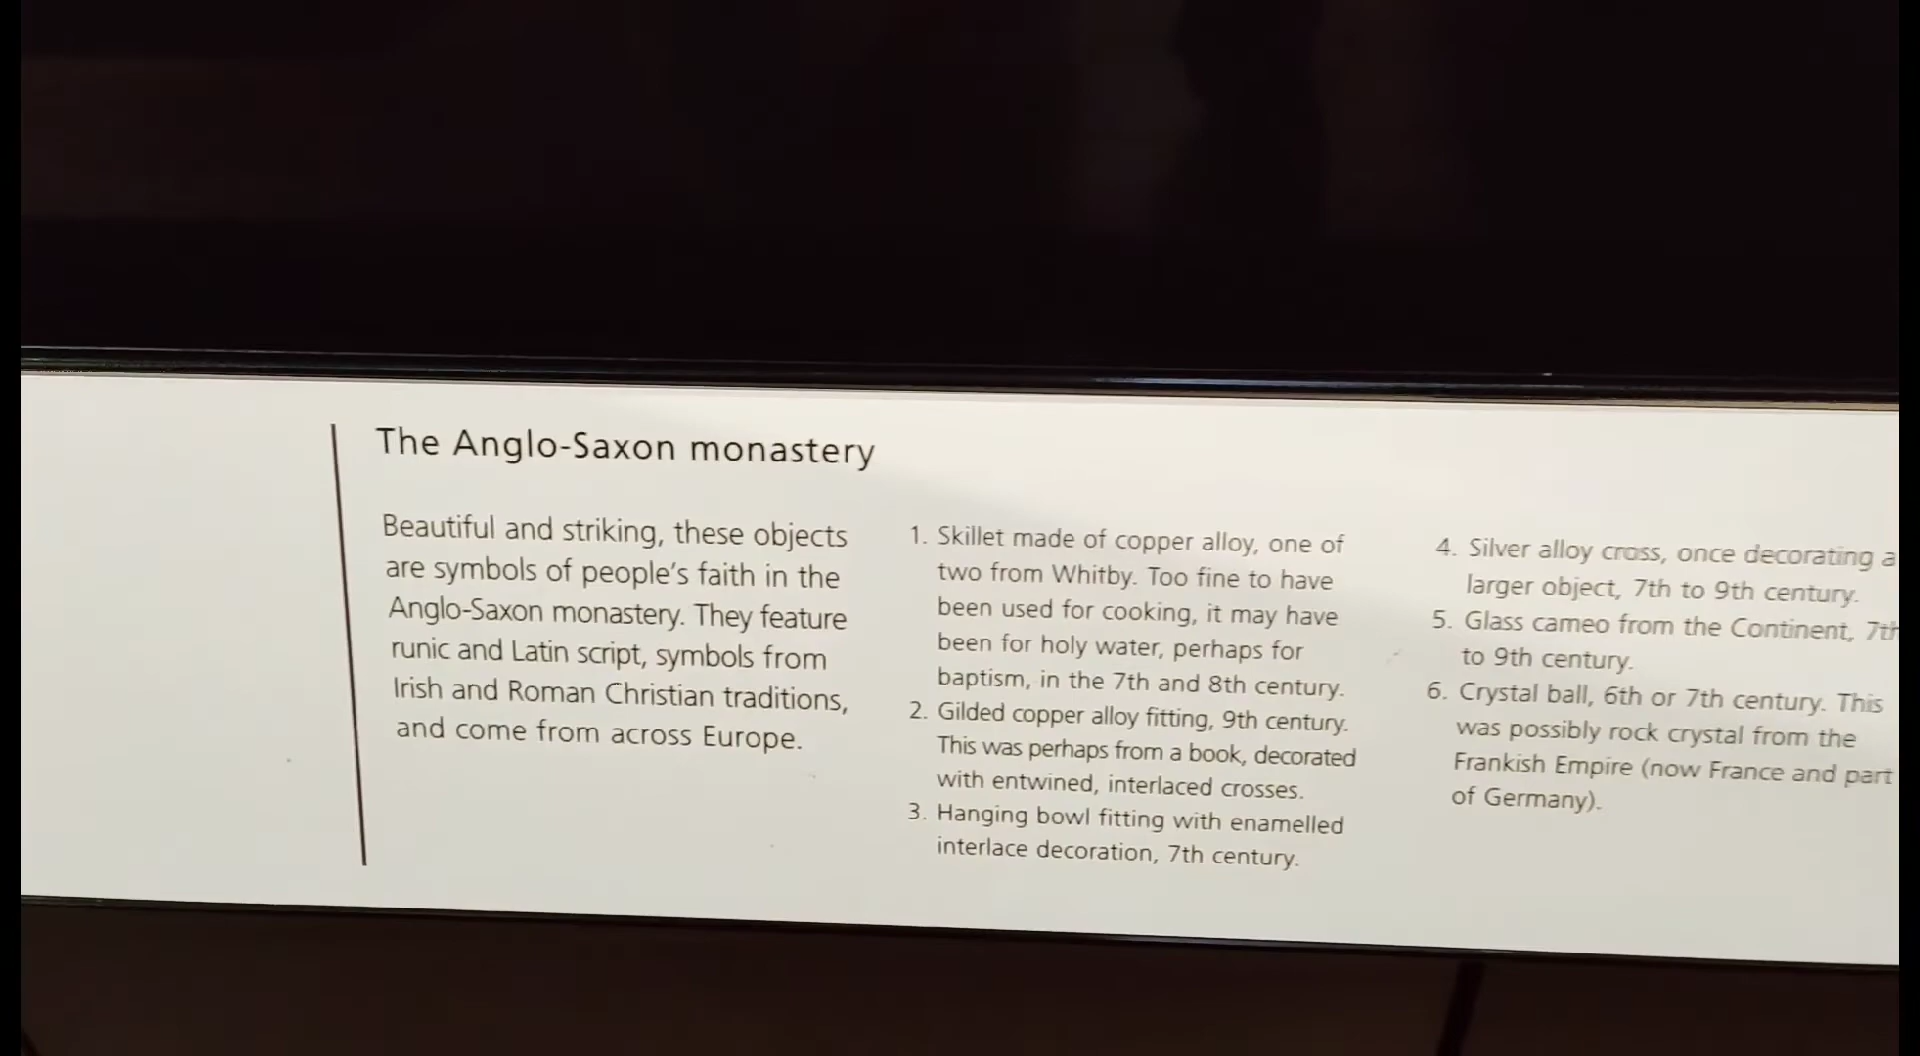 The Anglo-Saxon monastery
Beautiful and striking, these objects
are symbols of people's faith in the
Anglo-Saxon monastery. They feature
runic and Latin script, symbols from
Irish and Roman Christian traditions,
and come from across Europe.
1. Skillet made of copper alloy, one of
two from Whitby. Too fine to have
been used for cooking, it may have
been for holy water, perhaps for
baptism, in the 7th and 8th century.
2. Gilded copper alloy fitting, 9th century.
This was perhaps from a book, decorated
with entwined, interlaced crosses.
3. Hanging bowl fitting with enamelled
interlace decoration, 7th century.
4. Silver alloy cross, once decorating a
larger object, 7th to 9th century.
5. Glass cameo from the Continent, 7th
to 9th century.
6. Crystal ball, 6th or 7th century. This
was possibly rock crystal from the
Frankish Empire (now France and part
of Germany).